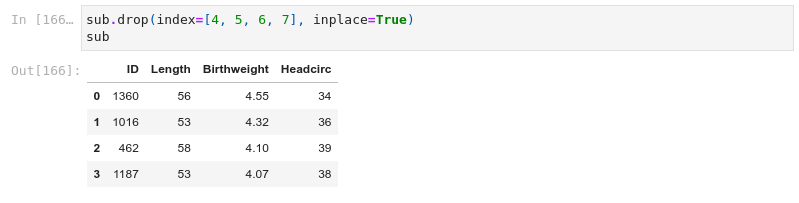 In [166… sub.drop(index=[4, 5, 6, 7], inplace=True)
sub
Out[166]:
ID Length Birthweight Headcirc
0 1360 56 4.55 34
1 1016 53 4.32 36
2 462 58 4.10 39
3 1187 53 4.07 38